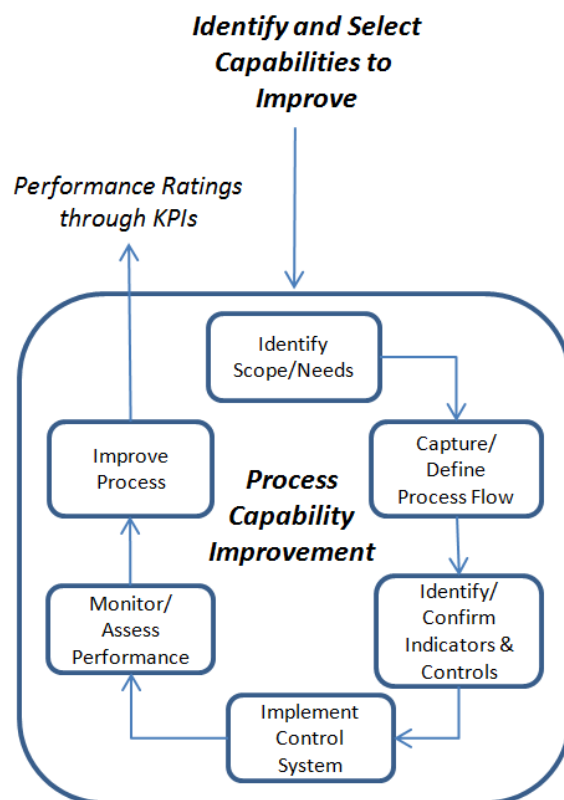 Identify and Select
Capabilities to
Improve
Performance Ratings
through KPIs
Identify
Scope/Needs
Capture/
Define
Process Flow
Improve
Process
Process
Capability
Improvement
Identify/
Confirm
Indicators &
Controls
Monitor/
Assess
Performance
Implement
Control
System